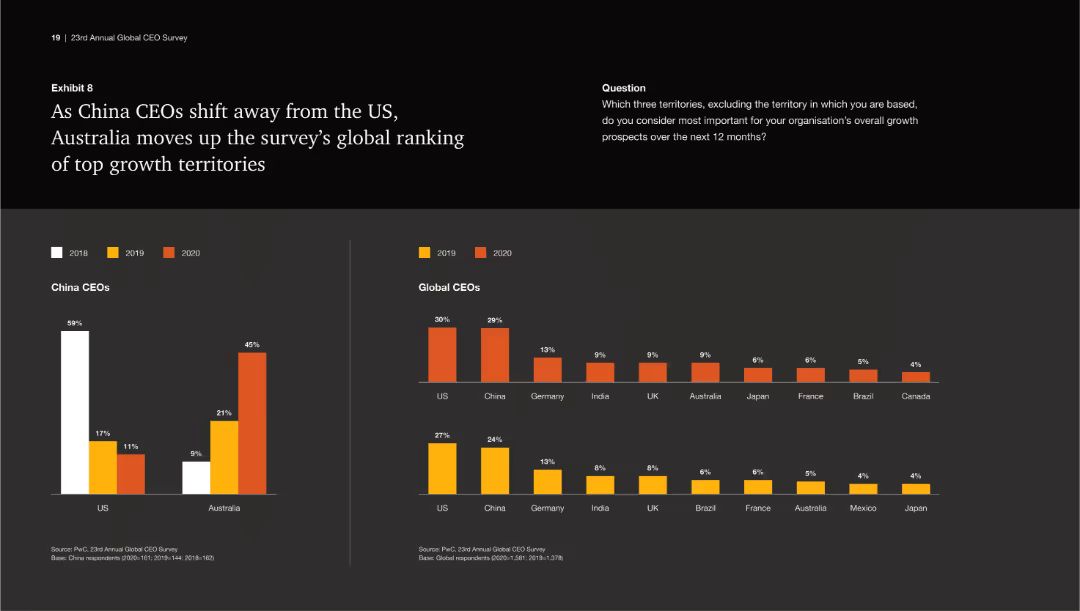 19 | 23rd Annual Global CEO Survey
Exhibit 8
As China CEOs shift away from the US,
Australia moves up the survey's global ranking
of top growth territories
Question
Which three territories, excluding the territory in which you are based,
do you consider most important for your organisation's overall growth
prospects over the next 12 months?
2018 2019 2020
China CEOs
59%
17%
11%
9%
21%
45%
US Australia
Source: PwC, 23rd Annual Global CEO Survey
Base: China respondents (2020=161; 2019=144; 2018=162)
2019 2020
Global CEOs
30% 29% 13% 9% 9% 9% 6% 6% 5% 4%
US China Germany India UK Australia Japan France Brazil Canada
27% 24% 13% 8% 8% 6% 6% 5% 4% 4%
US China Germany India UK Brazil France Australia Mexico Japan
Source: PwC, 23rd Annual Global CEO Survey
Base: Global respondents (2020=1,581; 2019=1,378)